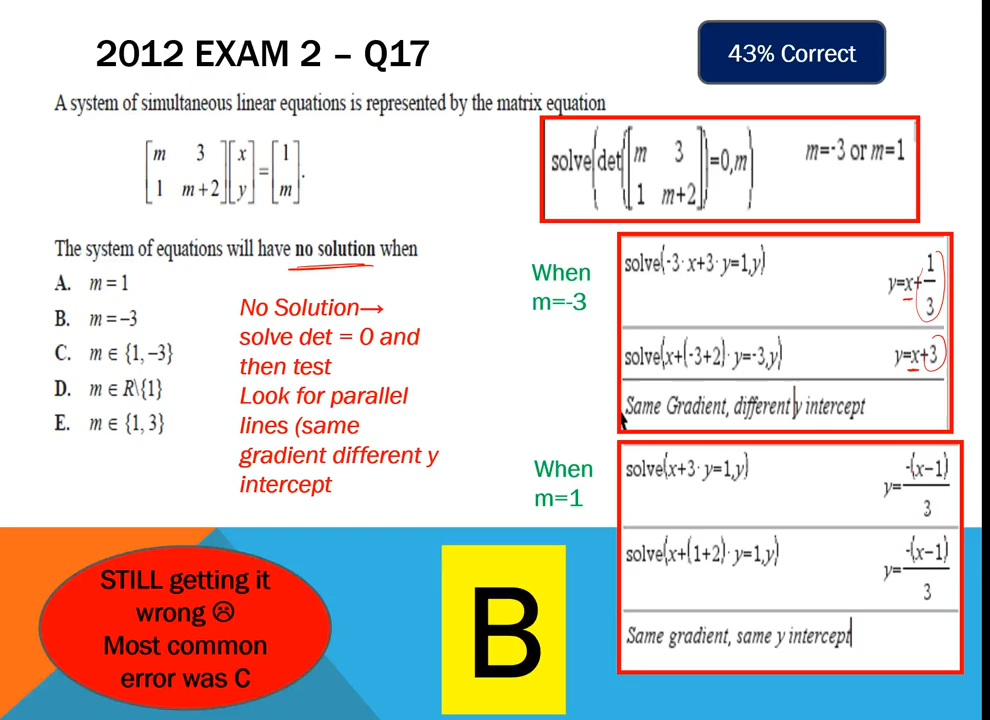 2012 EXAM 2 – Q17
43% Correct
A system of simultaneous linear equations is represented by the matrix equation
[m 3; 1 m+2] [x; y] = [1; m].
The system of equations will have no solution when
A. m = 1
B. m = –3
C. m ∈ {1, –3}
D. m ∈ R\{1}
E. m ∈ {1, 3}
No Solution→
solve det = 0 and
then test
Look for parallel
lines (same
gradient different y
intercept
solve(det([m 3; 1 m+2])=0,m) m=-3 or m=1
When
m=-3
solve(-3· x+3· y=1,y)
y=x+1/3
solve(x+(-3+2)· y=-3,y)
y=x+3
Same Gradient, different y intercept
When
m=1
solve(x+3· y=1,y)
y=-(x-1)/3
solve(x+(1+2)· y=1,y)
y=-(x-1)/3
Same gradient, same y intercept
STILL getting it
wrong ☹
Most common
error was C
B